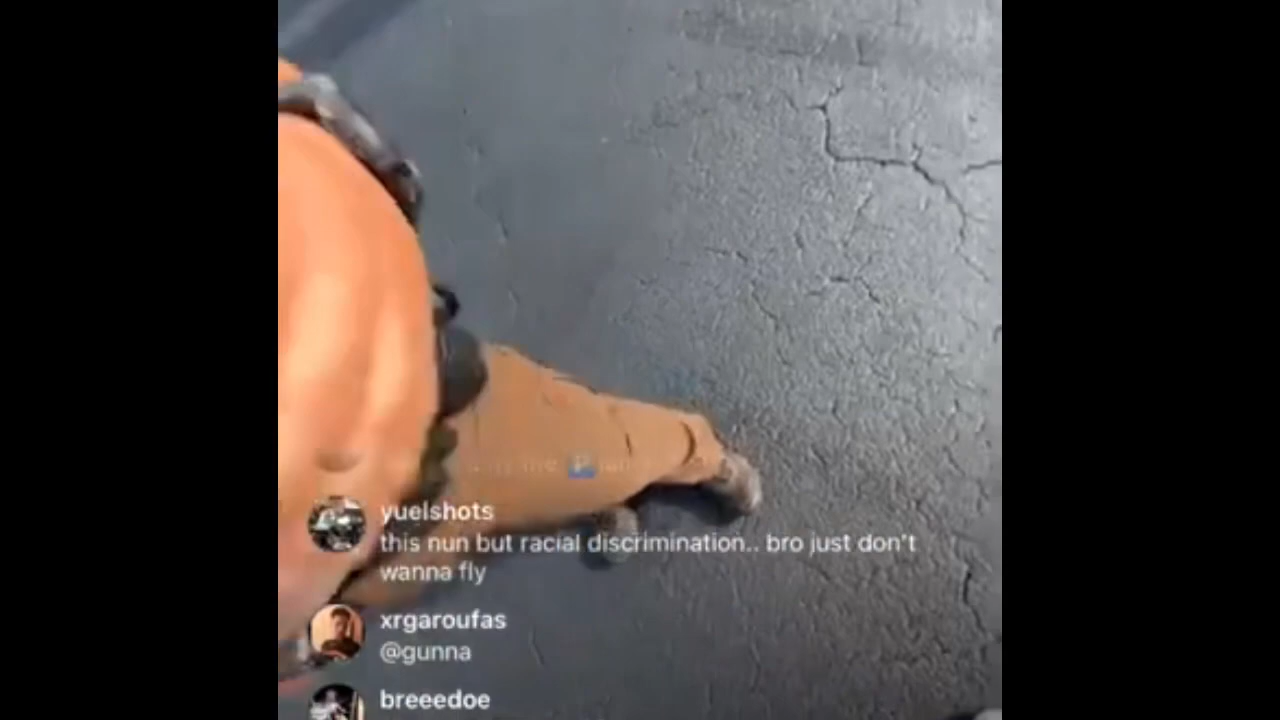 yuelshots
this nun but racial discrimination.. bro just don't
wanna fly
xrgaroufas
@gunna
breeedoe